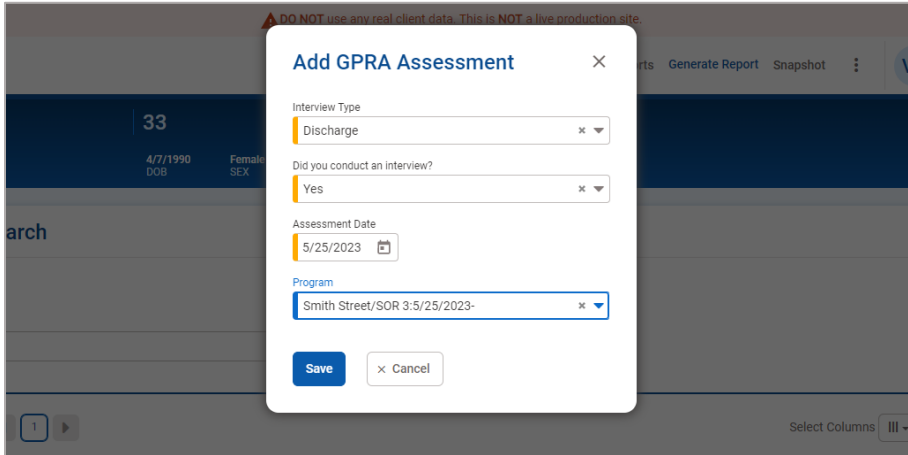 DO NOT use any real client data. This is NOT a live production site.
Add GPRA Assessment
rts Generate Report Snapshot
33
Interview Type
Discharge
4/7/1990 Female
DOB SEX
Did you conduct an interview?
Yes
arch
Assessment Date
5/25/2023
Program
Smith Street/SOR 3:5/25/2023-
Save
× Cancel
1
Select Columns